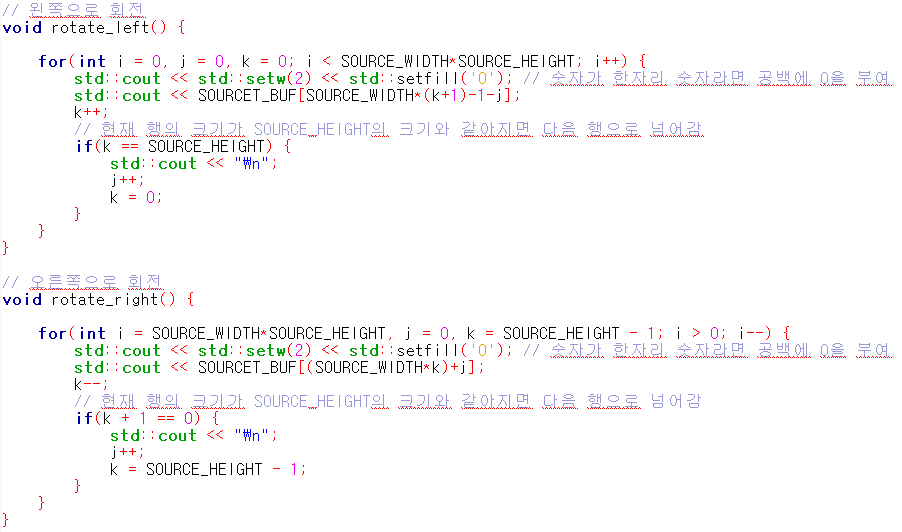 // 왼쪽으로 회전
void rotate_left() {
for(int i = 0, j = 0, k = 0; i < SOURCE_WIDTH*SOURCE_HEIGHT; i++) {
std::cout << std::setw(2) << std::setfill('0'); // 숫자가 한자리 숫자라면 공백에 0을 부여
std::cout << SOURCET_BUF[SOURCE_WIDTH*(k+1)-1-j];
k++;
// 현재 행의 크기가 SOURCE_HEIGHT의 크기와 같아지면 다음 행으로 넘어감
if(k == SOURCE_HEIGHT) {
std::cout << "₩n";
j++;
k = 0;
}
}
}
// 오른쪽으로 회전
void rotate_right() {
for(int i = SOURCE_WIDTH*SOURCE_HEIGHT, j = 0, k = SOURCE_HEIGHT - 1; i > 0; i--) {
std::cout << std::setw(2) << std::setfill('0'); // 숫자가 한자리 숫자라면 공백에 0을 부여
std::cout << SOURCET_BUF[(SOURCE_WIDTH*k)+j];
k--;
// 현재 행의 크기가 SOURCE_HEIGHT의 크기와 같아지면 다음 행으로 넘어감
if(k + 1 == 0) {
std::cout << "₩n";
j++;
k = SOURCE_HEIGHT - 1;
}
}
}